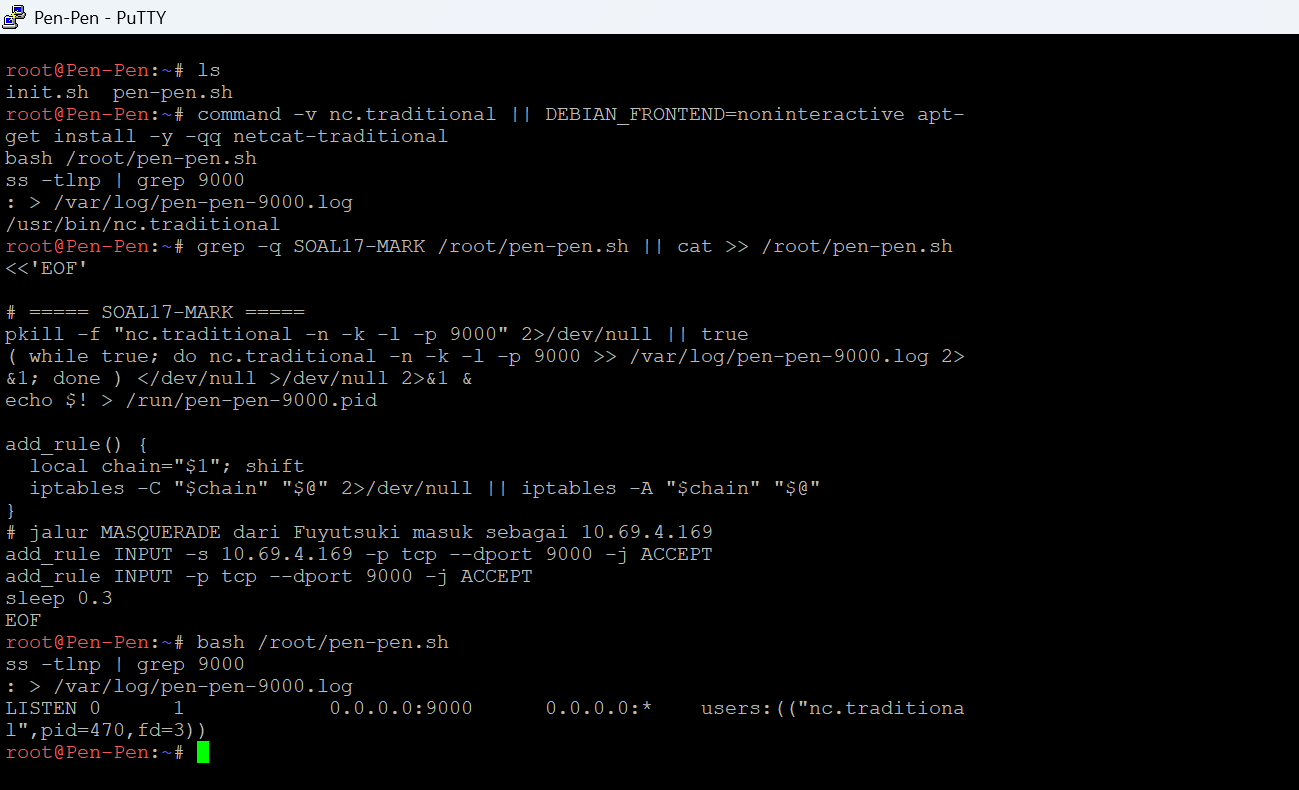 Pen-Pen - PuTTY
root@Pen-Pen:~# ls
init.sh  pen-pen.sh
root@Pen-Pen:~# command -v nc.traditional || DEBIAN_FRONTEND=noninteractive apt-
get install -y -qq netcat-traditional
bash /root/pen-pen.sh
ss -tlnp | grep 9000
: > /var/log/pen-pen-9000.log
/usr/bin/nc.traditional
root@Pen-Pen:~# grep -q SOAL17-MARK /root/pen-pen.sh || cat >> /root/pen-pen.sh
<<'EOF'

# ===== SOAL17-MARK =====
pkill -f "nc.traditional -n -k -l -p 9000" 2>/dev/null || true
( while true; do nc.traditional -n -k -l -p 9000 >> /var/log/pen-pen-9000.log 2>
&1; done ) </dev/null >/dev/null 2>&1 &
echo $! > /run/pen-pen-9000.pid

add_rule() {
  local chain="$1"; shift
  iptables -C "$chain" "$@" 2>/dev/null || iptables -A "$chain" "$@"
}
# jalur MASQUERADE dari Fuyutsuki masuk sebagai 10.69.4.169
add_rule INPUT -s 10.69.4.169 -p tcp --dport 9000 -j ACCEPT
add_rule INPUT -p tcp --dport 9000 -j ACCEPT
sleep 0.3
EOF
root@Pen-Pen:~# bash /root/pen-pen.sh
ss -tlnp | grep 9000
: > /var/log/pen-pen-9000.log
LISTEN 0      1            0.0.0.0:9000      0.0.0.0:*    users:(("nc.traditiona
l",pid=470,fd=3))
root@Pen-Pen:~#